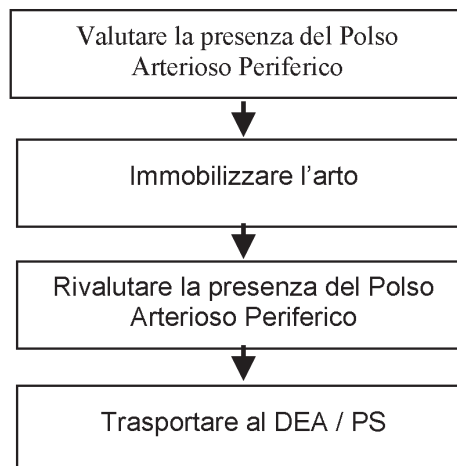 Valutare la presenza del Polso
Arterioso Periferico
Immobilizzare l’arto
Rivalutare la presenza del Polso
Arterioso Periferico
Trasportare al DEA / PS